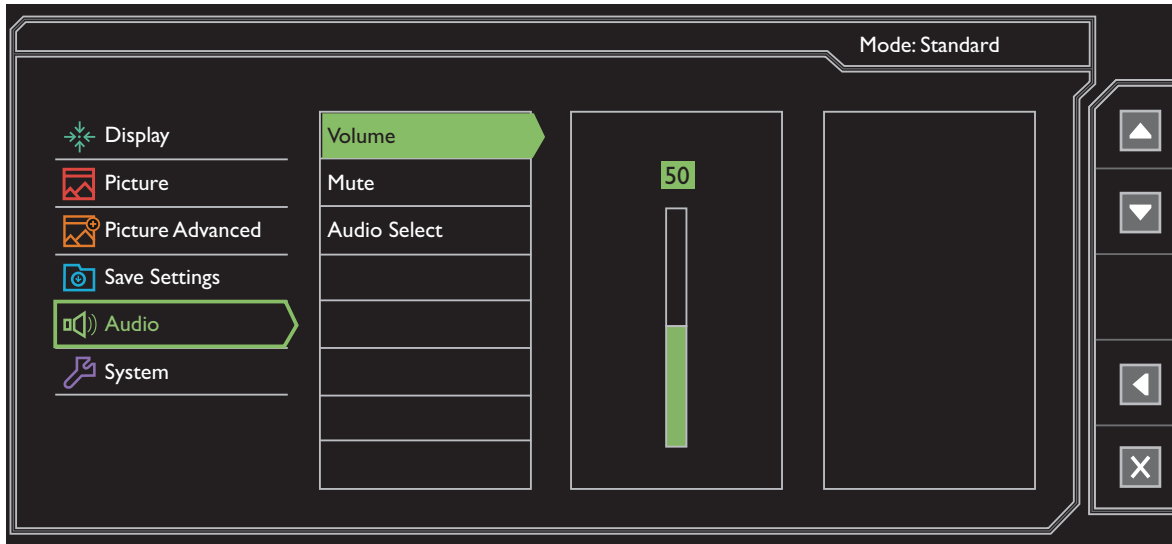 Mode: Standard
Display
Picture
Picture Advanced
Save Settings
Audio
System
Volume
Mute
Audio Select
50